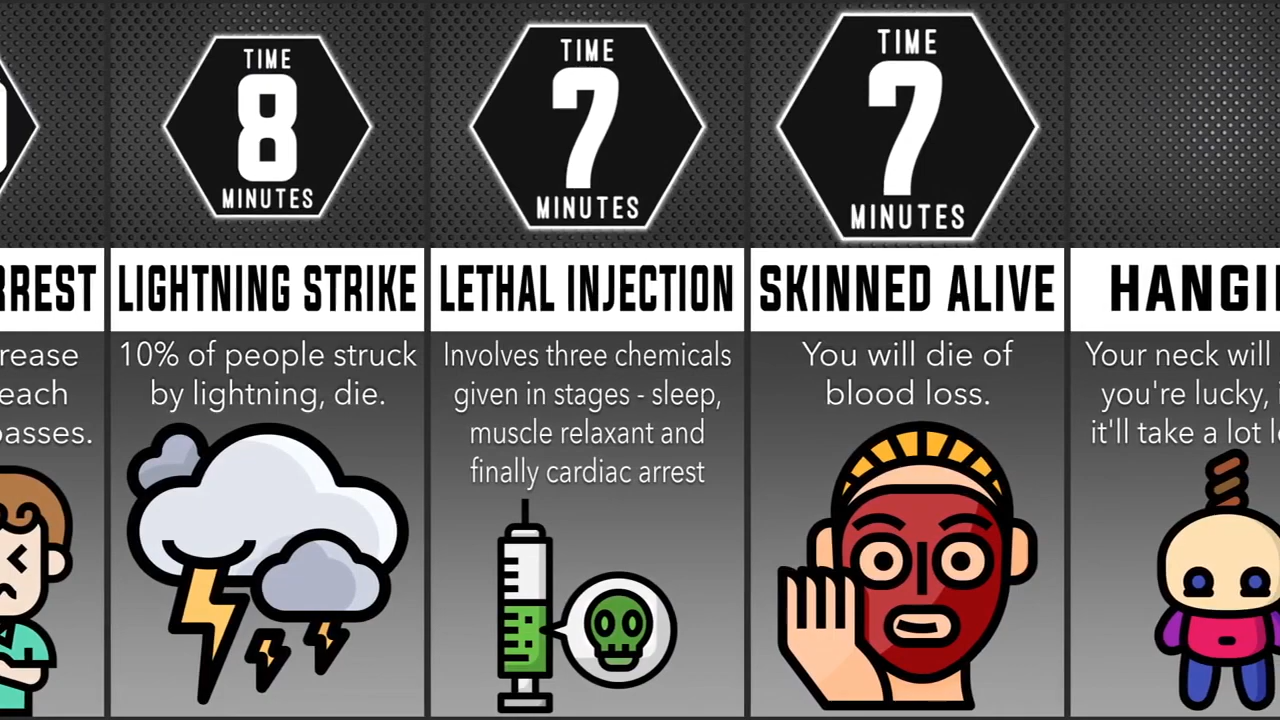 TIME
8
MINUTES
TIME
7
MINUTES
TIME
7
MINUTES
LIGHTNING STRIKE
LETHAL INJECTION
SKINNED ALIVE
10% of people struck
by lightning, die.
Involves three chemicals
given in stages - sleep,
muscle relaxant and
finally cardiac arrest
You will die of
blood loss.
Your neck will
you're lucky,
it'll take a lot
each